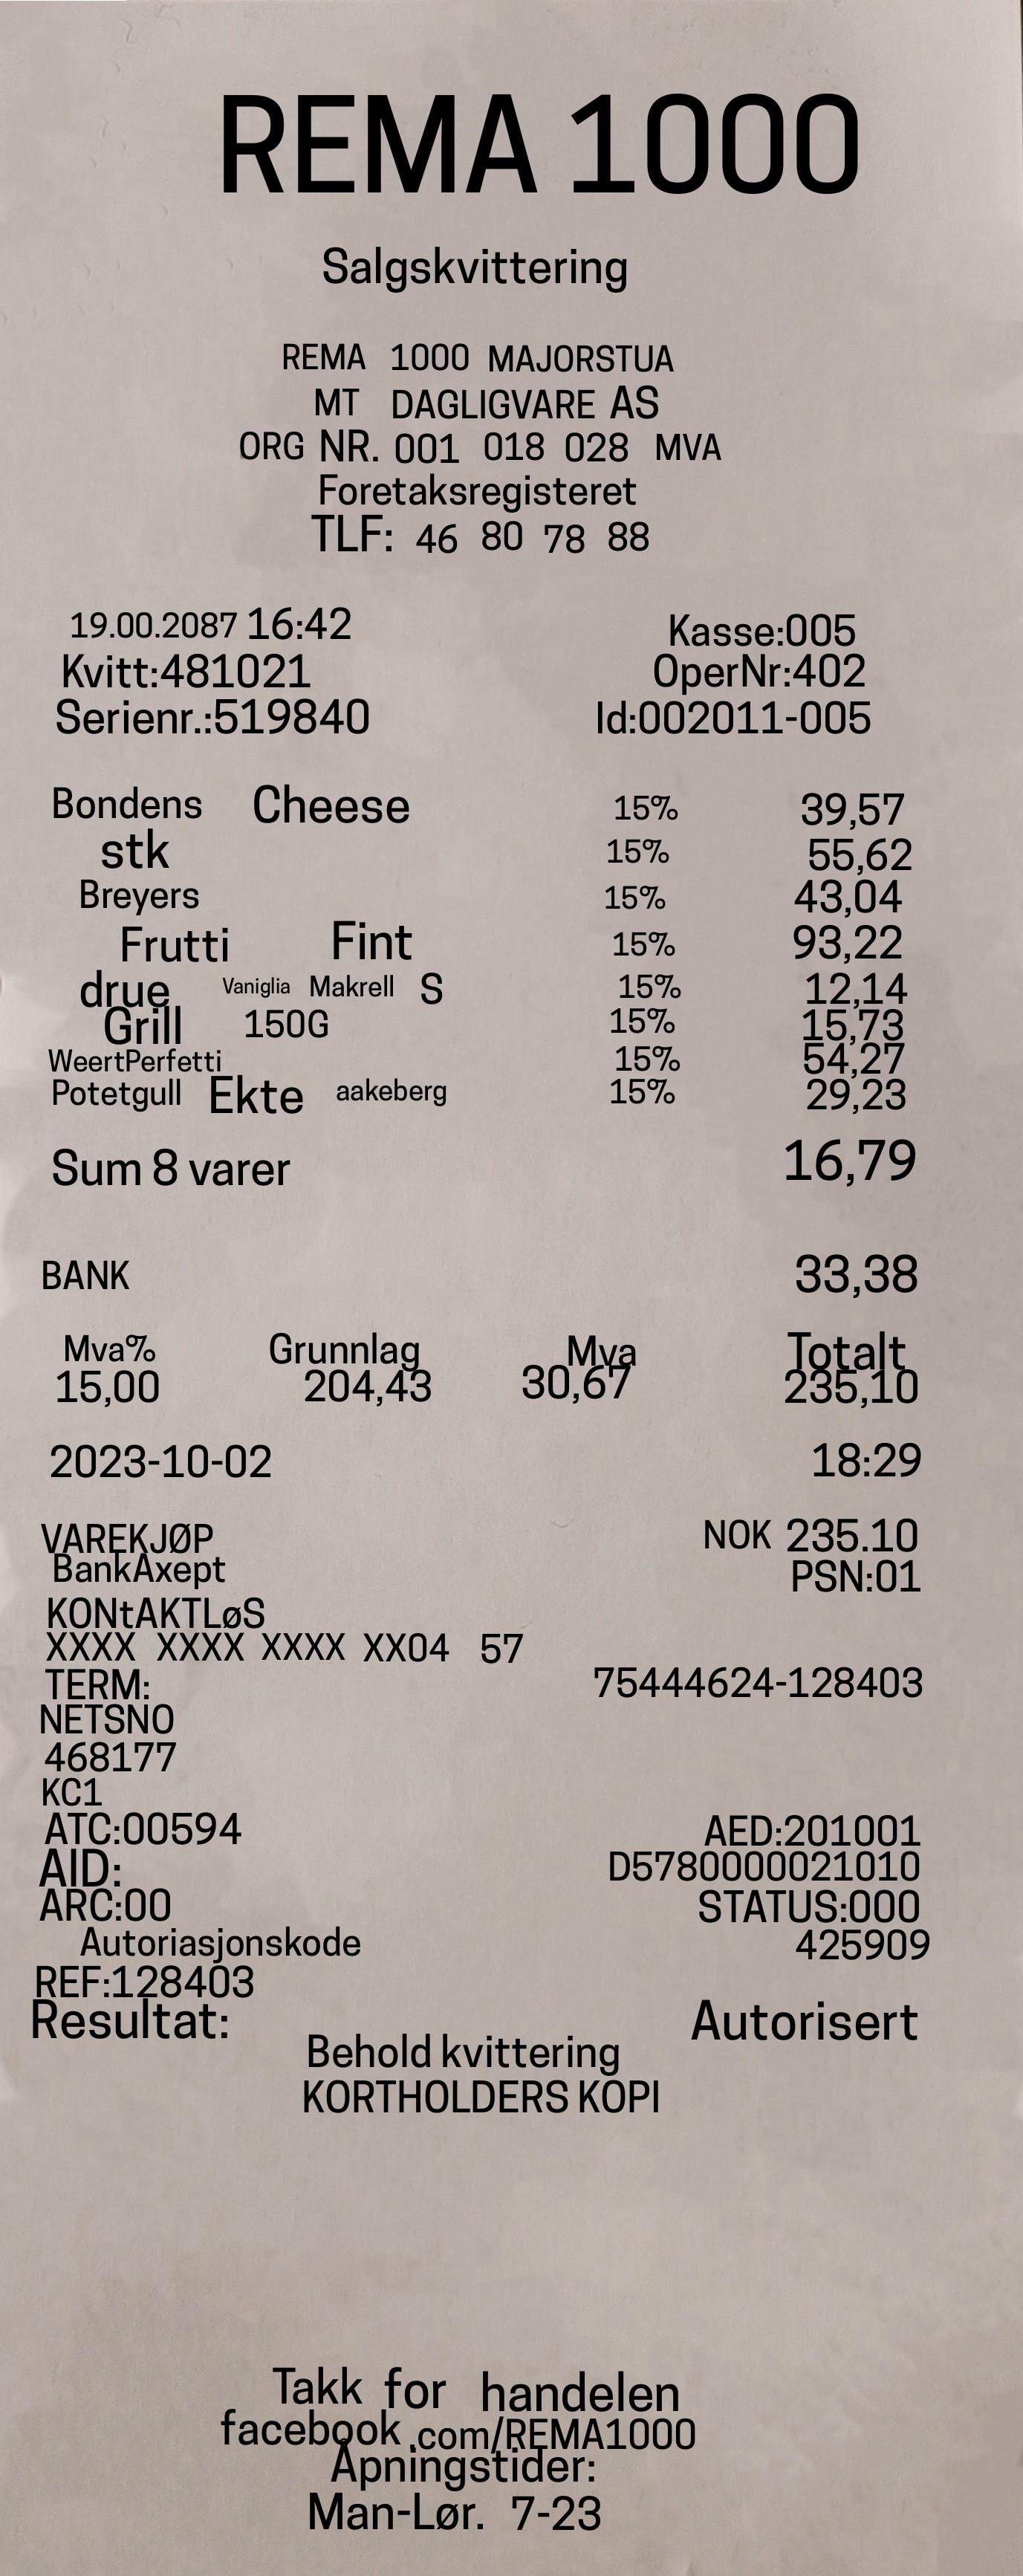 REMA 1000
Salgskvittering
REMA 1000 MAJORSTUA
MT DAGLIGVARE AS
ORG NR. 001 018 028 MVA
Foretaksregisteret
TLF: 46 80 78 88
19.00.2087 16:42 Kasse:005
Kvitt:481021 OperNr:402
Serienr.:519840 Id:002011-005
Bondens Cheese 15% 39,57
stk 15% 55,62
Breyers 15% 43,04
Frutti Fint 15% 93,22
drue Vaniglia Makrell S 15% 12,14
Grill 150G 15% 15,73
WeertPerfetti 15% 54,27
Potetgull Ekte aakeberg 15% 29,23
Sum 8 varer 16,79
BANK 33,38
Mva% Grunnlag Mva Totalt
15,00 204,43 30,67 235,10
2023-10-02 18:29
VAREKJØP NOK 235.10
BankAxept PSN:01
KONtAKTLøS
XXXX XXXX XXXX XX04 57
TERM: 75444624-128403
NETSNO
468177
KC1
ATC:00594 AED:201001
AID: D5780000021010
ARC:00 STATUS:000
Autoriasjonskode 425909
REF:128403
Resultat: Autorisert
Behold kvittering
KORTHOLDERS KOPI
Takk for handelen
facebook.com/REMA1000
Åpningstider:
Man-Lør. 7-23